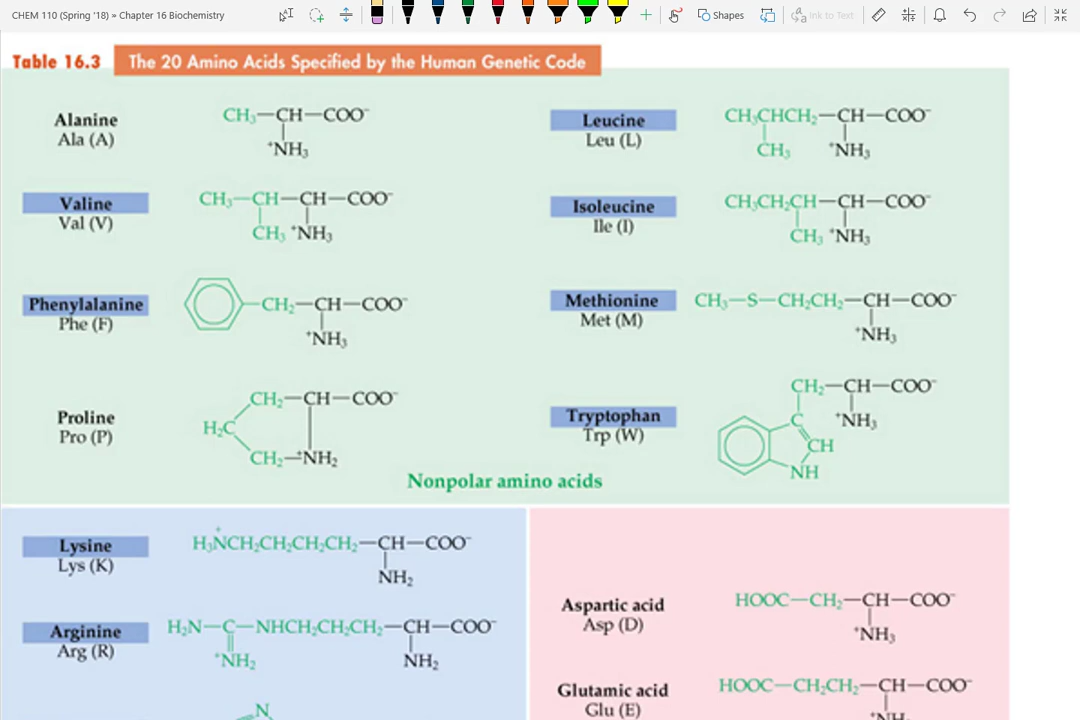 CHEM 110 (Spring '18) » Chapter 16 Biochemistry
Shapes
Ink to Text
Table 16.3 The 20 Amino Acids Specified by the Human Genetic Code
Alanine
Ala (A)
CH₃—CH—COO⁻
⁺NH₃
Leucine
Leu (L)
CH₃CHCH₂—CH—COO⁻
CH₃ ⁺NH₃
Valine
Val (V)
CH₃—CH—CH—COO⁻
CH₃ ⁺NH₃
Isoleucine
Ile (I)
CH₃CH₂CH—CH—COO⁻
CH₃ ⁺NH₃
Phenylalanine
Phe (F)
CH₂—CH—COO⁻
⁺NH₃
Methionine
Met (M)
CH₃—S—CH₂CH₂—CH—COO⁻
⁺NH₃
Proline
Pro (P)
CH₂—CH—COO⁻
H₂C
CH₂—⁺NH₂
Tryptophan
Trp (W)
CH₂—CH—COO⁻
C ⁺NH₃
CH
NH
Nonpolar amino acids
Lysine
Lys (K)
H₃N⁺CH₂CH₂CH₂CH₂—CH—COO⁻
NH₂
Arginine
Arg (R)
H₂N—C—NHCH₂CH₂CH₂—CH—COO⁻
⁺NH₂ NH₂
N
Aspartic acid
Asp (D)
HOOC—CH₂—CH—COO⁻
⁺NH₃
Glutamic acid
Glu (E)
HOOC—CH₂CH₂—CH—COO⁻